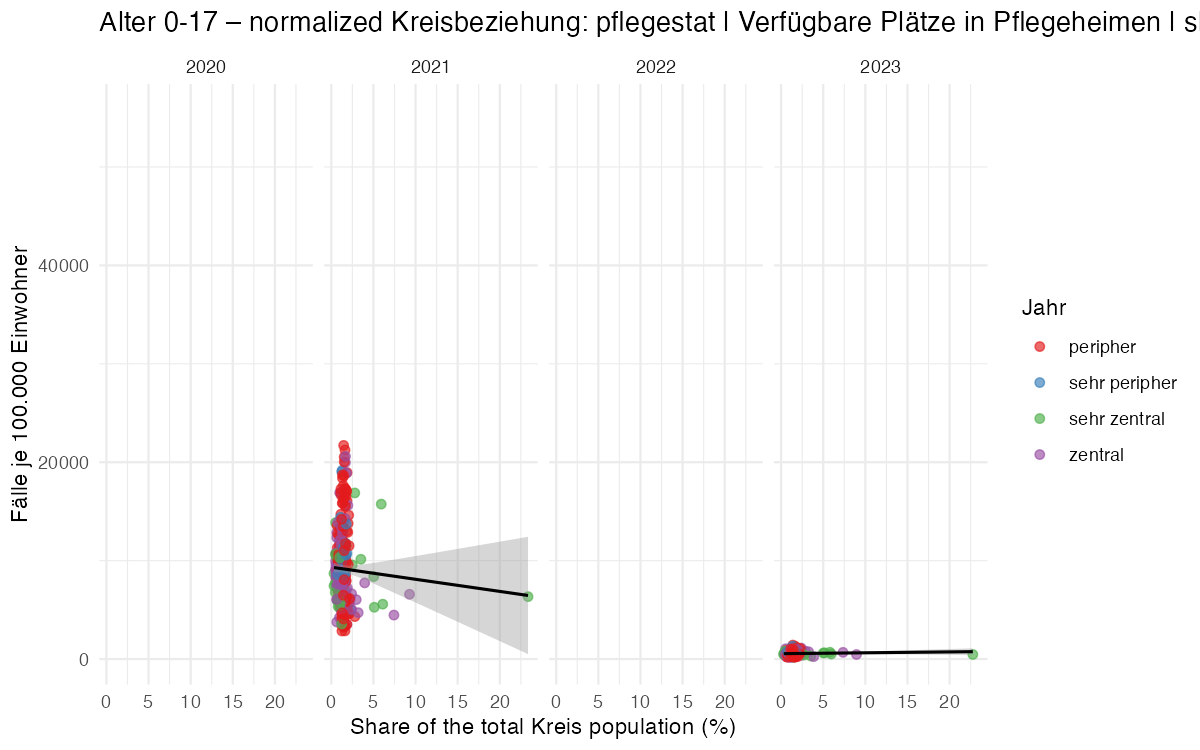 Alter 0-17 – normalized Kreisbeziehung: pflegestat | Verfügbare Plätze in Pflegeheimen | s
2020 2021 2022 2023
40000
20000
0
Fälle je 100.000 Einwohner
0 5 10 15 20 0 5 10 15 20 0 5 10 15 20 0 5 10 15 20
Share of the total Kreis population (%)
Jahr
peripher
sehr peripher
sehr zentral
zentral